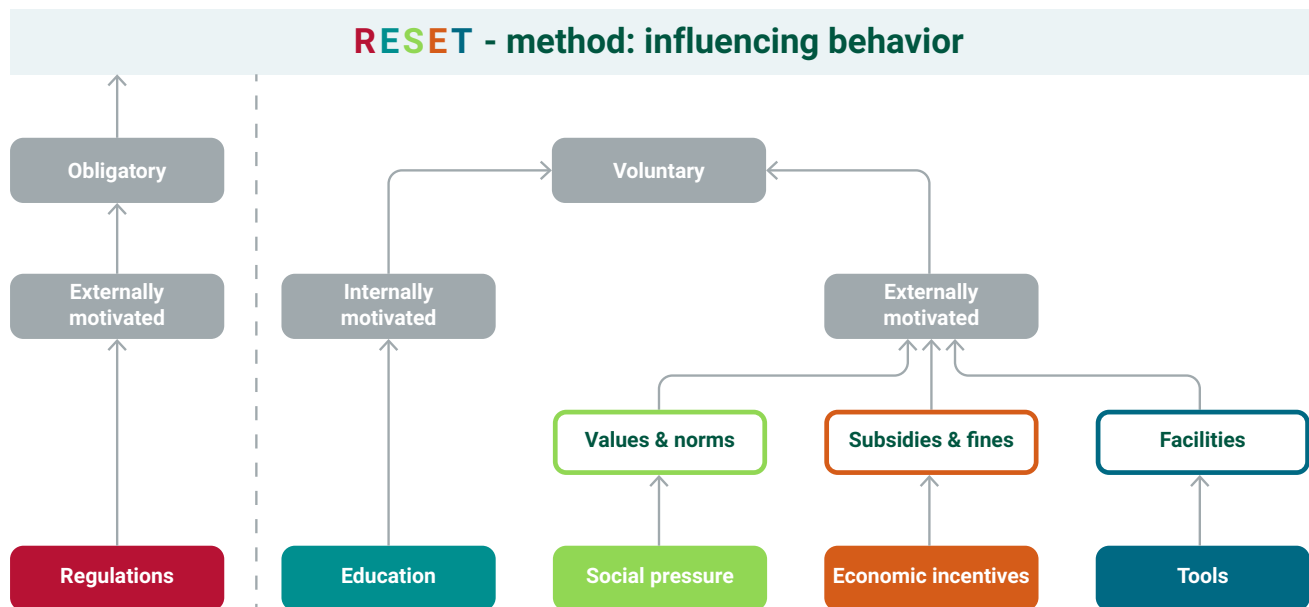 RESET - method: influencing behavior
Obligatory
Voluntary
Externally
motivated
Internally
motivated
Externally
motivated
Values & norms
Subsidies & fines
Facilities
Regulations
Education
Social pressure
Economic incentives
Tools